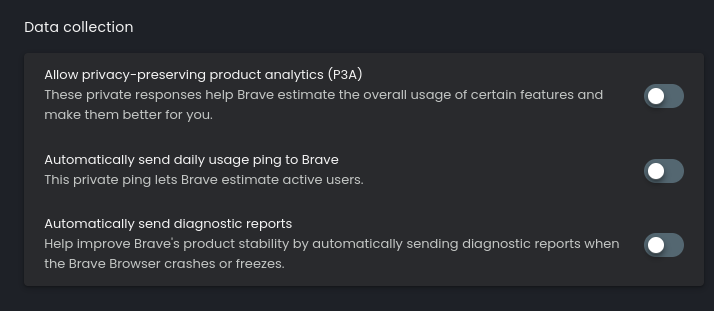 Data collection
Allow privacy-preserving product analytics (P3A)
These private responses help Brave estimate the overall usage of certain features and
make them better for you.
Automatically send daily usage ping to Brave
This private ping lets Brave estimate active users.
Automatically send diagnostic reports
Help improve Brave's product stability by automatically sending diagnostic reports when
the Brave Browser crashes or freezes.